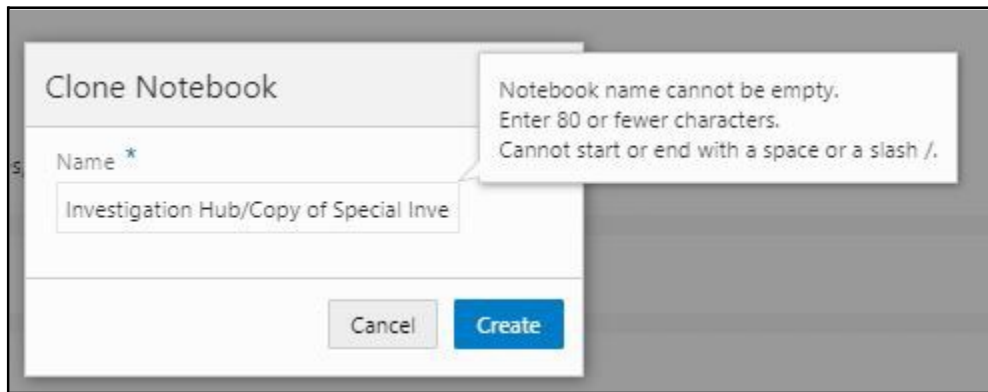 Clone Notebook
Notebook name cannot be empty.
Enter 80 or fewer characters.
Cannot start or end with a space or a slash /.
s,
Name *
Investigation Hub/Copy of Special Inve
Cancel
Create